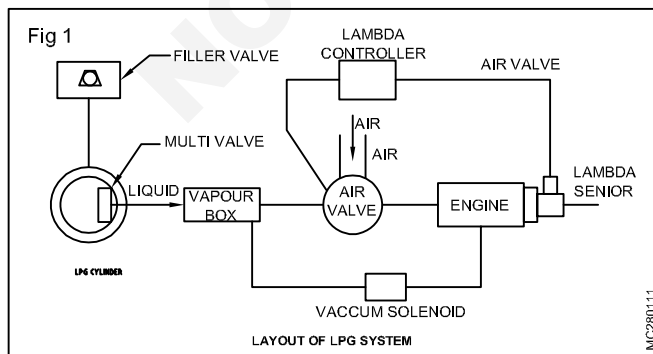 Fig 1
FILLER VALVE
MULTI VALVE
LIQUID
LPG CYLINDER
VAPOUR
BOX
LAMBDA
CONTROLLER
AIR
AIR
AIR
VALVE
AIR VALVE
ENGINE
LAMBDA
SENIOR
VACCUM SOLENOID
LAYOUT OF LPG SYSTEM
MC280111